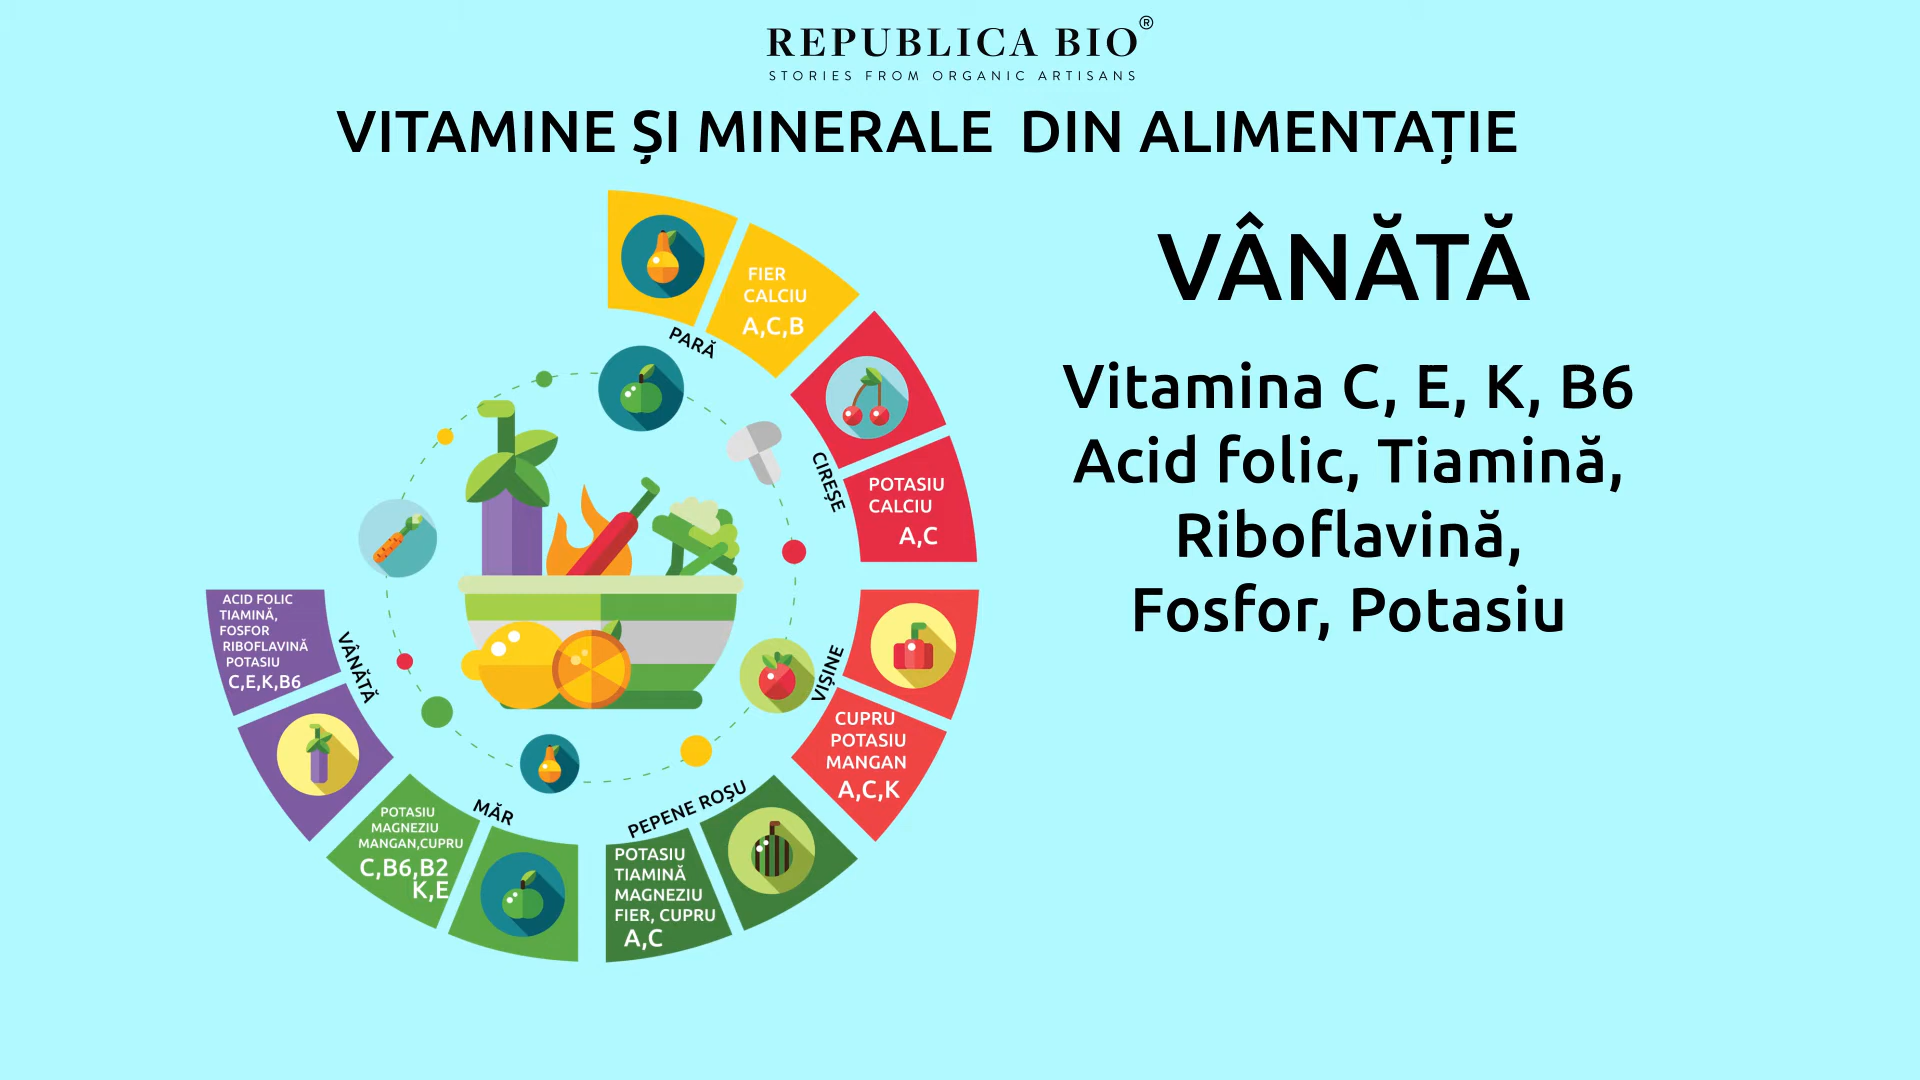 REPUBLICA BIO®
STORIES FROM ORGANIC ARTISANS
VITAMINE ȘI MINERALE DIN ALIMENTAȚIE
VÂNĂTĂ
Vitamina C, E, K, B6
Acid folic, Tiamină,
Riboflavină,
Fosfor, Potasiu
FIER
CALCIU
A,C,B
PARĂ
CIREȘE
POTASIU
CALCIU
A,C
VIȘINE
CUPRU
POTASIU
MANGAN
A,C,K
PEPENE ROȘU
POTASIU
TIAMINĂ
MAGNEZIU
FIER, CUPRU
A,C
MĂR
POTASIU
MAGNEZIU
MANGAN,CUPRU
C,B6,B2
K,E
VÂNĂTĂ
ACID FOLIC
TIAMINĂ,
FOSFOR
RIBOFLAVINĂ
POTASIU
C,E,K,B6